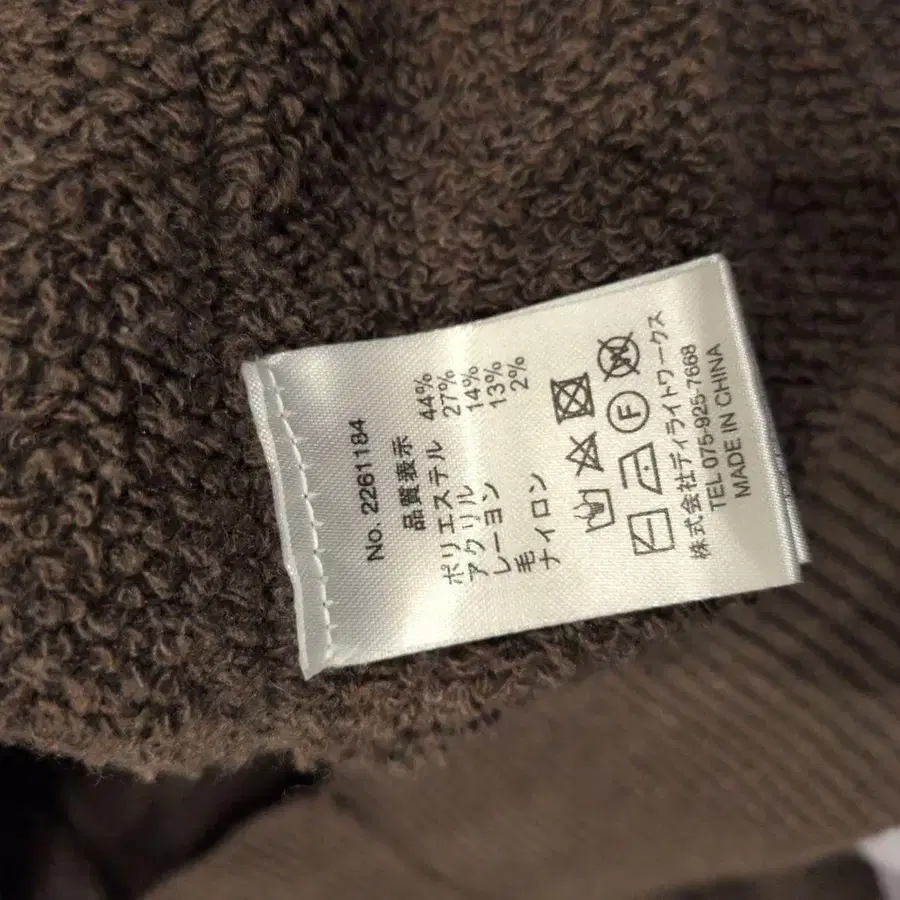 No. 2261184
品質表示
ポリエステル 44%
アクリル 27%
レーヨン 14%
毛 13%
ナイロン 2%
F W
株式会社ディライトワークス
TEL 075-925-7668
MADE IN CHINA